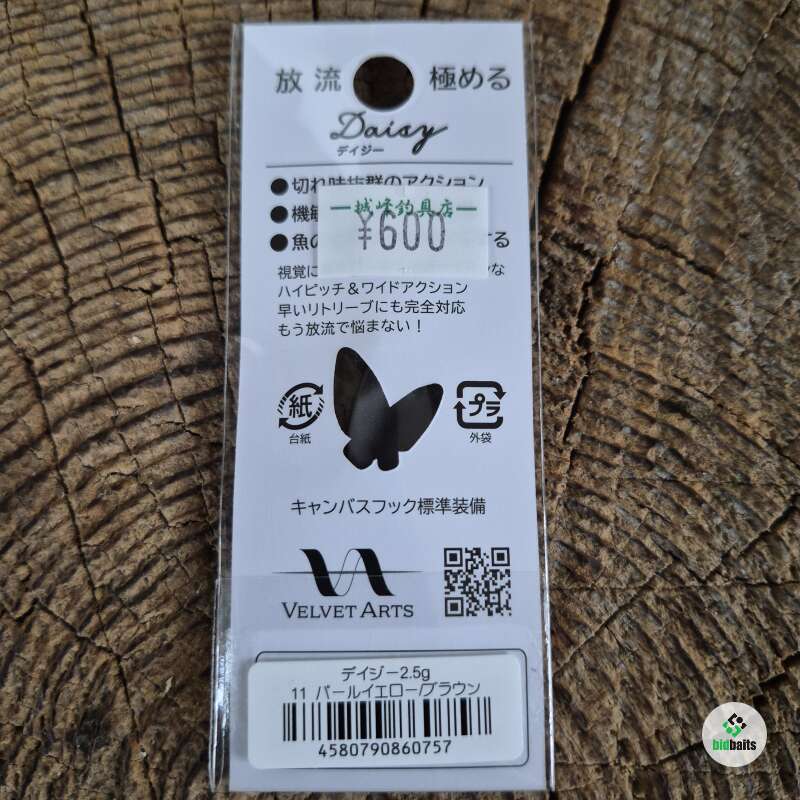 放流 極める
Daisy
デイジー
●切れ味抜群のアクション
●機敏
城峰釣具店
¥600
●魚の する
視覚に な
ハイピッチ&ワイドアクション
早いリトリーブにも完全対応
もう放流で悩まない!
紙
台紙
プラ
外袋
キャンバスフック標準装備
VELVET ARTS
デイジー2.5g
11 パールイエロー/ブラウン
4580790860757
bidbaits